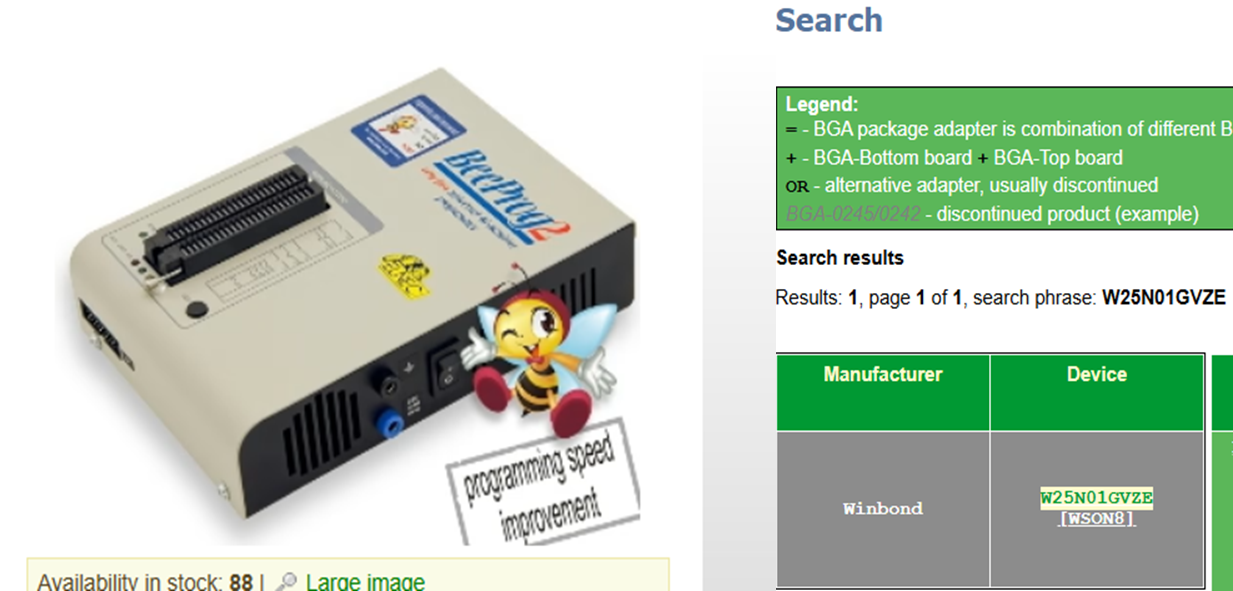 BeeProg2
programming speed
improvement
Availability in stock: 88 | Large image
Search
Legend:
= - BGA package adapter is combination of different B
+ - BGA-Bottom board + BGA-Top board
OR - alternative adapter, usually discontinued
BGA-0245/0242 - discontinued product (example)
Search results
Results: 1, page 1 of 1, search phrase: W25N01GVZE
Manufacturer Device
Winbond W25N01GVZE
[WSON8]